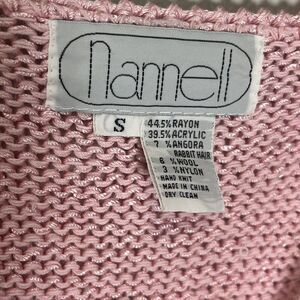 nannell
S
44.5%RAYON
39.5%ACRYLIC
7 %ANGORA
RABBIT HAIR
6 %WOOL
3 %NYLON
HAND KNIT
MADE IN CHINA
DRY CLEAN